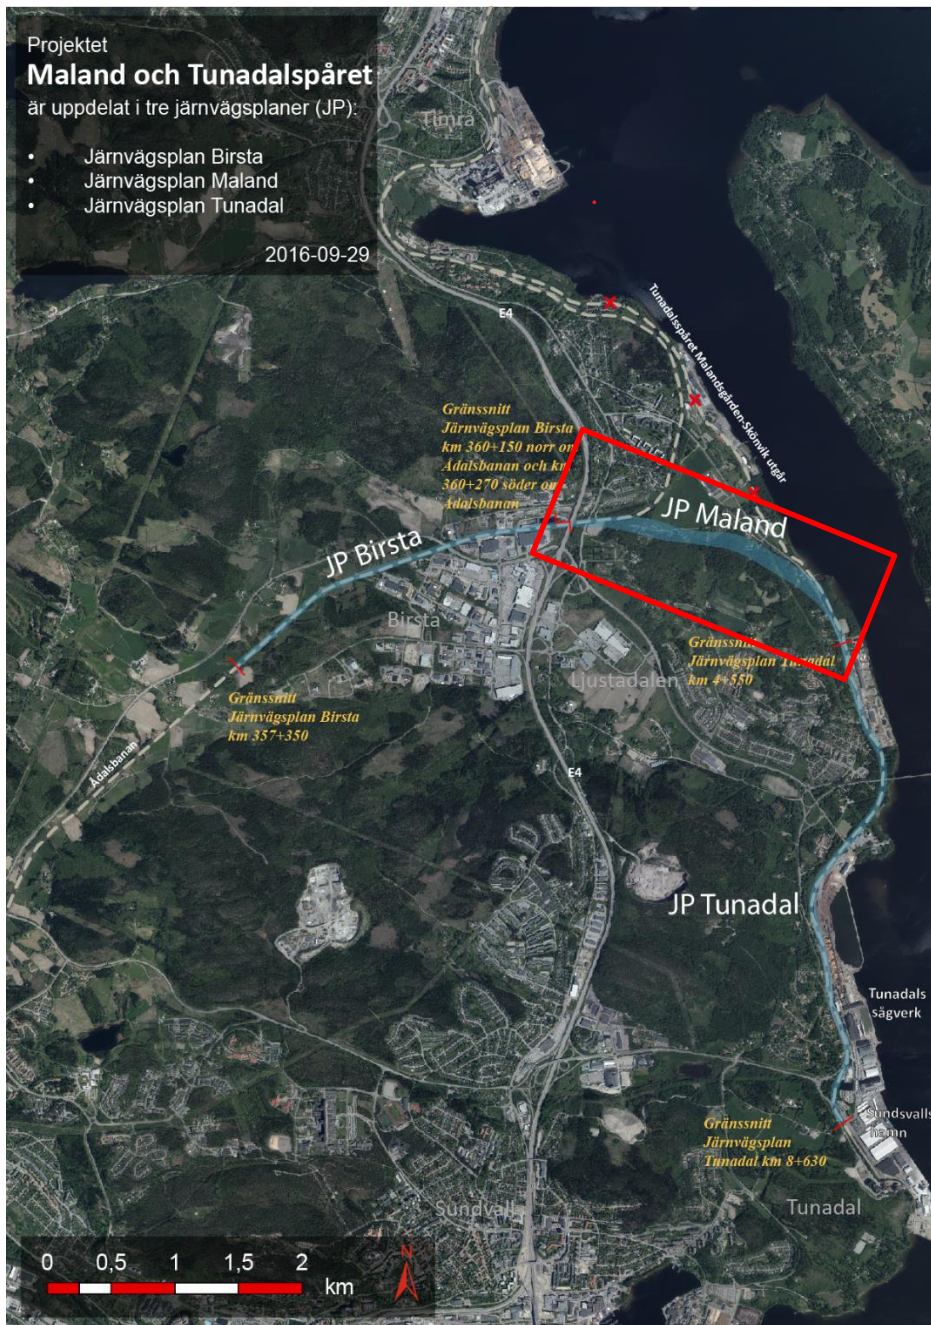 Projektet
Maland och Tunadalspåret
är uppdelat i tre järnvägsplaner (JP):
• Järnvägsplan Birsta
• Järnvägsplan Maland
• Järnvägsplan Tunadal
2016-09-29
Timrå
E4
Tunadalsspåret Malandsgården-Skönvik utgår
Gränssnitt
Järnvägsplan Birsta
km 360+150 norr om
Ådalsbanan och km
360+270 söder om
Ådalsbanan
JP Maland
JP Birsta
Birsta
Gränssnitt
Järnvägsplan Tunadal
km 4+550
Ljustadalen
Gränssnitt
Järnvägsplan Birsta
km 357+350
Ådalsbanan
E4
JP Tunadal
Tunadals
sågverk
Sundsvalls
hamn
Gränssnitt
Järnvägsplan
Tunadal km 8+630
Tunadal
Sundsvall
0 0,5 1 1,5 2
km
N